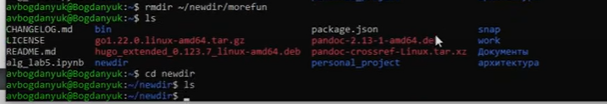 avbogdanyuk@Bogdanyuk:~$ rmdir ~/newdir/morefun
avbogdanyuk@Bogdanyuk:~$ ls
CHANGELOG.md bin package.json snap
LICENSE go1.22.0.linux-amd64.tar.gz pandoc-2.13-1-amd64.deb work
README.md hugo_extended_0.123.7_linux-amd64.deb pandoc-crossref-Linux.tar.xz Документы
alg_lab5.ipynb newdir personal_project архитектура
avbogdanyuk@Bogdanyuk:~$ cd newdir
avbogdanyuk@Bogdanyuk:~/newdir$ ls
avbogdanyuk@Bogdanyuk:~/newdir$ _